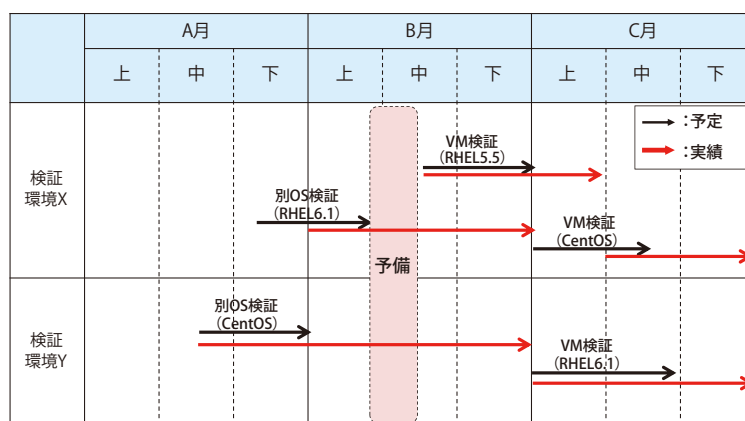 A月
B月
C月
上
中
下
上
中
下
上
中
下
:予定
:実績
検証
環境X
VM検証
(RHEL5.5)
別OS検証
(RHEL6.1)
VM検証
(CentOS)
予備
検証
環境Y
別OS検証
(CentOS)
VM検証
(RHEL6.1)